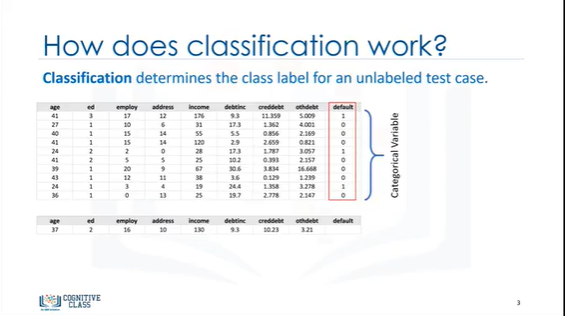 How does classification work?
Classification determines the class label for an unlabeled test case.
age ed employ address income debtinc creddebt othdebt default
41 3 17 12 176 9.3 11.359 5.009 1
27 1 10 6 31 17.3 1.362 4.001 0
40 1 15 14 55 5.5 0.856 2.169 0
41 1 15 14 120 2.9 2.659 0.821 0
24 2 2 0 28 17.3 1.787 3.057 1
41 2 5 5 25 10.2 0.393 2.157 0
39 1 20 9 67 30.6 3.834 16.668 0
43 1 12 11 38 3.6 0.129 1.239 0
24 1 3 4 19 24.4 1.358 3.278 1
36 1 0 13 25 19.7 2.778 2.147 0
Categorical Variable
age ed employ address income debtinc creddebt othdebt default
37 2 16 10 130 9.3 10.23 3.21
COGNITIVE
CLASS
3